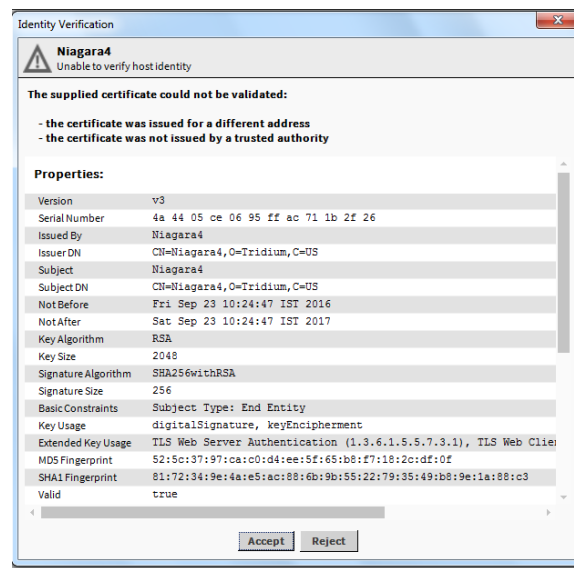 Identity Verification
Niagara4
Unable to verify host identity
The supplied certificate could not be validated:
- the certificate was issued for a different address
- the certificate was not issued by a trusted authority
Properties:
Version v3
Serial Number 4a 44 05 ce 06 95 ff ac 71 1b 2f 26
Issued By Niagara4
Issuer DN CN=Niagara4,O=Tridium,C=US
Subject Niagara4
Subject DN CN=Niagara4,O=Tridium,C=US
Not Before Fri Sep 23 10:24:47 IST 2016
Not After Sat Sep 23 10:24:47 IST 2017
Key Algorithm RSA
Key Size 2048
Signature Algorithm SHA256withRSA
Signature Size 256
Basic Constraints Subject Type: End Entity
Key Usage digitalSignature, keyEncipherment
Extended Key Usage TLS Web Server Authentication (1.3.6.1.5.5.7.3.1), TLS Web Clie
MD5 Fingerprint 52:5c:37:97:ca:c0:d4:ee:5f:65:b8:f7:18:2c:df:0f
SHA1 Fingerprint 81:72:34:9e:4a:e5:ac:88:6b:9b:55:22:79:35:49:b8:9e:1a:88:c3
Valid true
Accept Reject